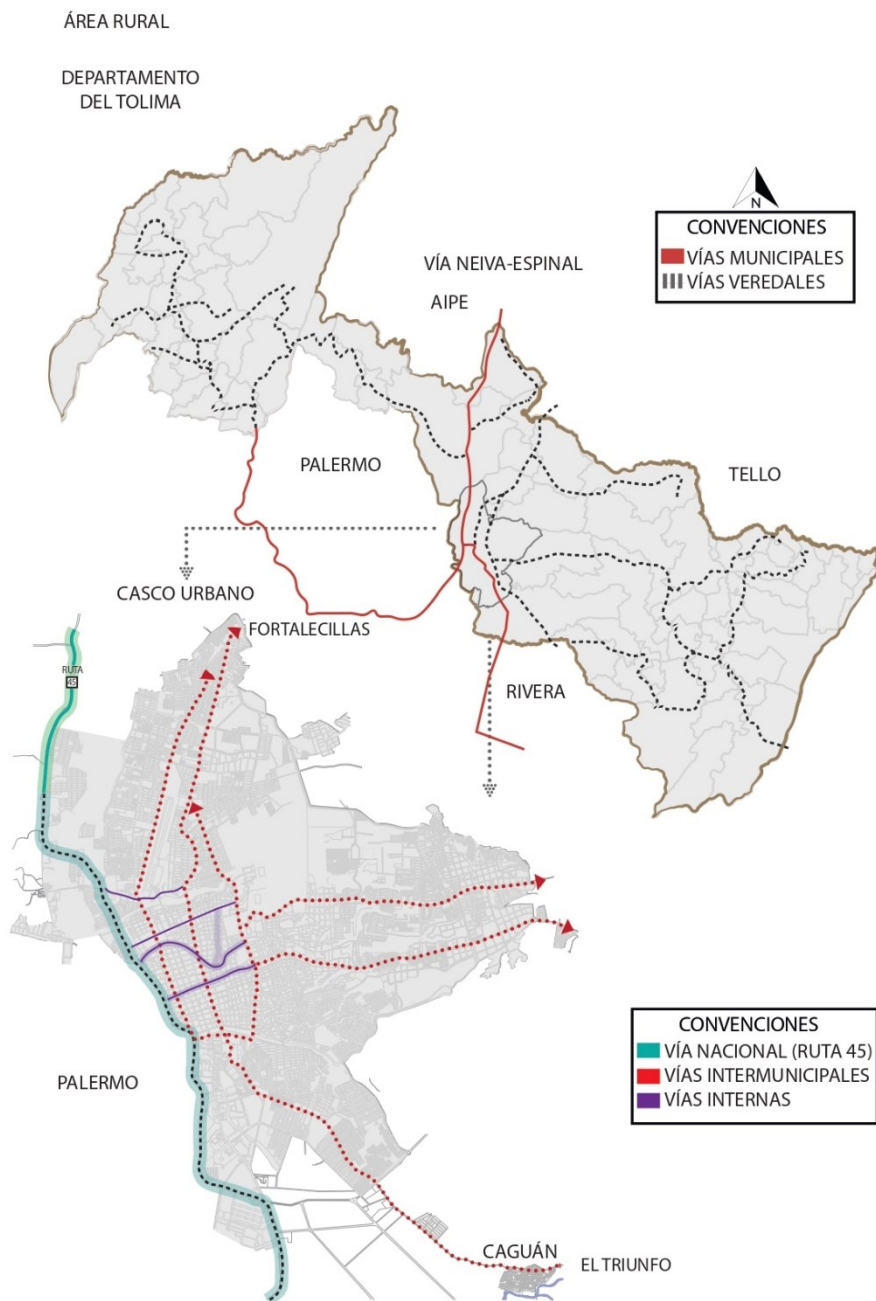 ÁREA RURAL
DEPARTAMENTO
DEL TOLIMA
N
CONVENCIONES
VÍAS MUNICIPALES
VÍAS VEREDALES
VÍA NEIVA-ESPINAL
AIPE
PALERMO
TELLO
CASCO URBANO
FORTALECILLAS
RUTA
45
RIVERA
CONVENCIONES
VÍA NACIONAL (RUTA 45)
VÍAS INTERMUNICIPALES
VÍAS INTERNAS
PALERMO
CAGUÁN
EL TRIUNFO